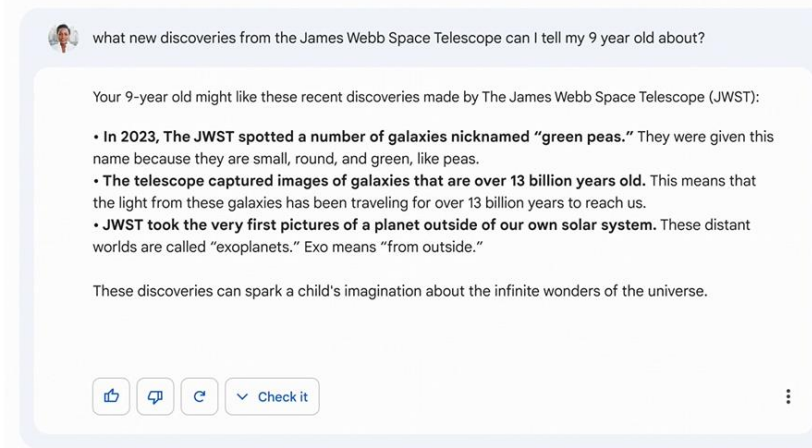 what new discoveries from the James Webb Space Telescope can I tell my 9 year old about?
Your 9-year old might like these recent discoveries made by The James Webb Space Telescope (JWST):
• In 2023, The JWST spotted a number of galaxies nicknamed “green peas.” They were given this
name because they are small, round, and green, like peas.
• The telescope captured images of galaxies that are over 13 billion years old. This means that
the light from these galaxies has been traveling for over 13 billion years to reach us.
• JWST took the very first pictures of a planet outside of our own solar system. These distant
worlds are called “exoplanets.” Exo means “from outside.”
These discoveries can spark a child's imagination about the infinite wonders of the universe.
Check it